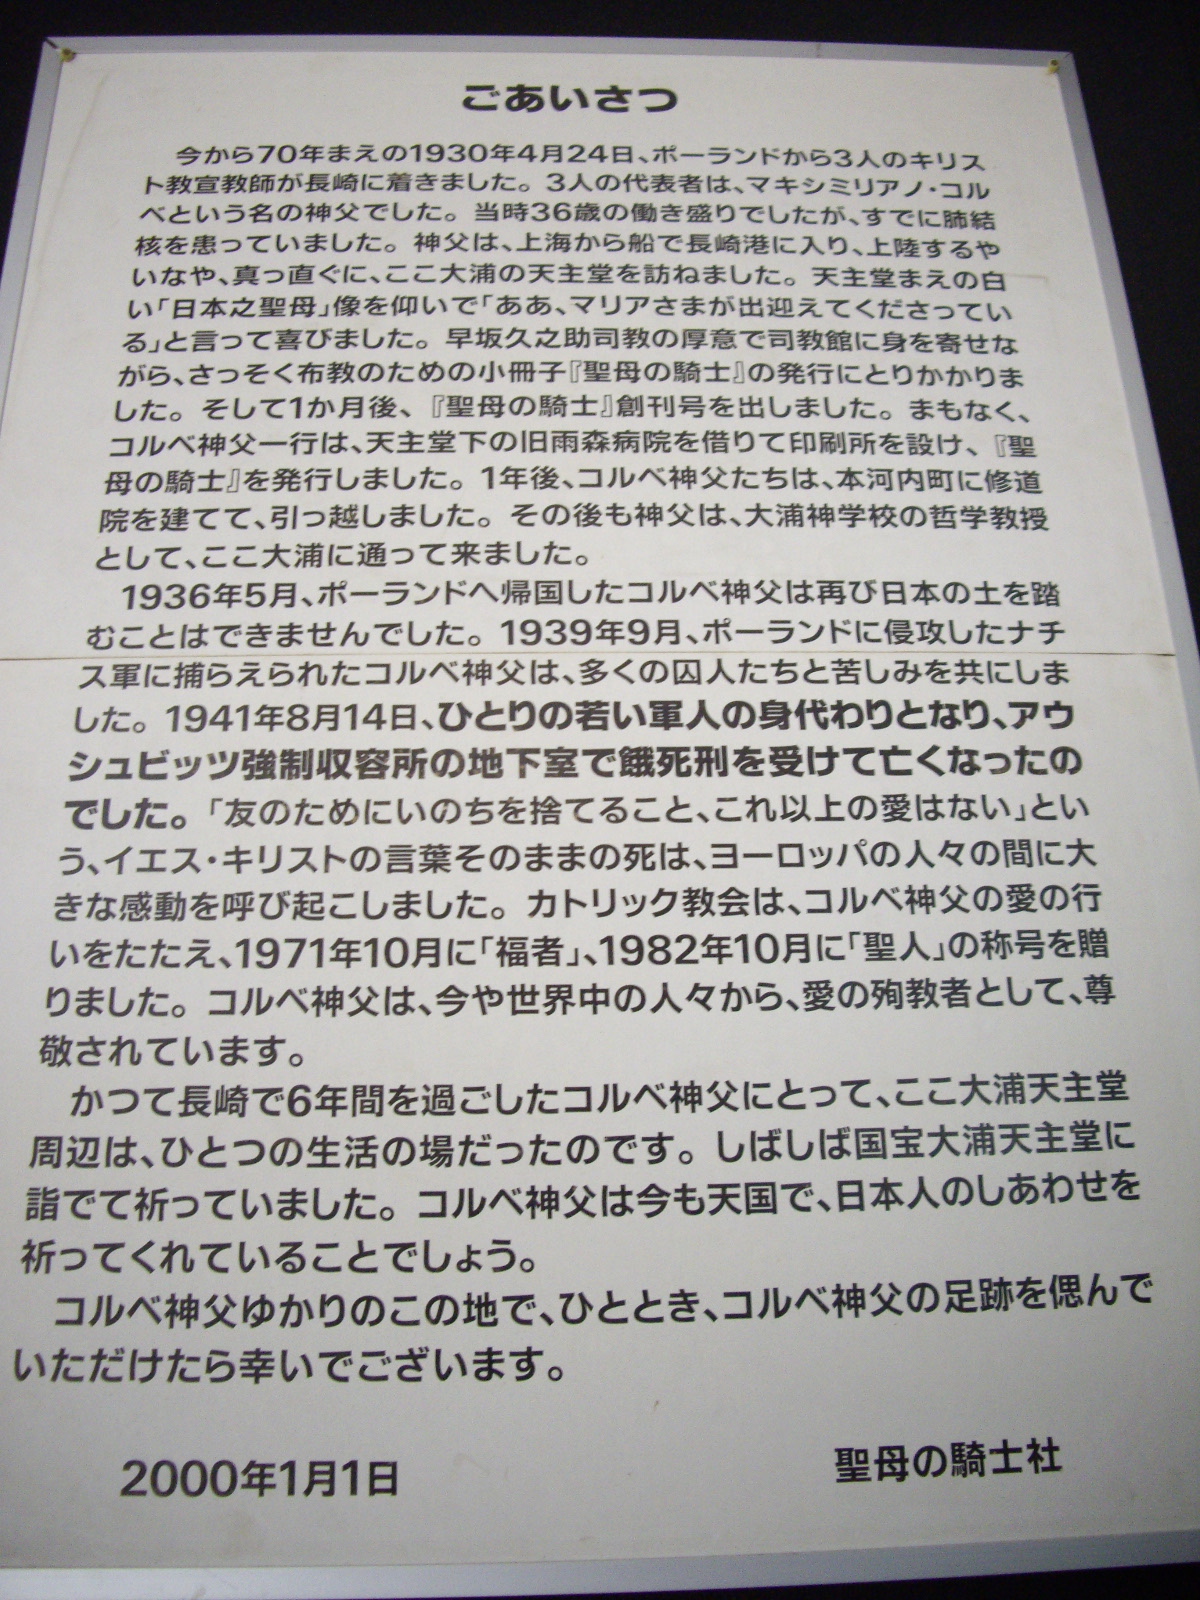 ごあいさつ
今から70年まえの1930年4月24日、ポーランドから3人のキリス
ト教宣教師が長崎に着きました。3人の代表者は、マキシミリアノ・コル
ベという名の神父でした。当時36歳の働き盛りでしたが、すでに肺結
核を患っていました。神父は、上海から船で長崎港に入り、上陸するや
いなや、真っ直ぐに、ここ大浦の天主堂を訪ねました。天主堂まえの白
い「日本之聖母」像を仰いで「ああ、マリアさまが出迎えてくださってい
る」と言って喜びました。早坂久之助司教の厚意で司教館に身を寄せな
がら、さっそく布教のための小冊子『聖母の騎士』の発行にとりかかりま
した。そして1か月後、『聖母の騎士』創刊号を出しました。まもなく、
コルベ神父一行は、天主堂下の旧雨森病院を借りて印刷所を設け、『聖
母の騎士』を発行しました。1年後、コルベ神父たちは、本河内町に修道
院を建てて、引っ越しました。その後も神父は、大浦神学校の哲学教授
として、ここ大浦に通って来ました。
1936年5月、ポーランドへ帰国したコルベ神父は再び日本の土を踏
むことはできませんでした。1939年9月、ポーランドに侵攻したナチ
ス軍に捕らえられたコルベ神父は、多くの囚人たちと苦しみを共にしま
した。1941年8月14日、ひとりの若い軍人の身代わりとなり、アウ
シュビッツ強制収容所の地下室で餓死刑を受けて亡くなったの
でした。「友のためにいのちを捨てること、これ以上の愛はない」とい
う、イエス・キリストの言葉そのままの死は、ヨーロッパの人々の間に大
きな感動を呼び起こしました。カトリック教会は、コルベ神父の愛の行
いをたたえ、1971年10月に「福者」、1982年10月に「聖人」の称号を贈
りました。コルベ神父は、今や世界中の人々から、愛の殉教者として、尊
敬されています。
かつて長崎で6年間を過ごしたコルベ神父にとって、ここ大浦天主堂
周辺は、ひとつの生活の場だったのです。しばしば国宝大浦天主堂に
詣でて祈っていました。コルベ神父は今も天国で、日本人のしあわせを
祈ってくれていることでしょう。
コルベ神父ゆかりのこの地で、ひととき、コルベ神父の足跡を偲んで
いただけたら幸いでございます。
2000年1月1日
聖母の騎士社